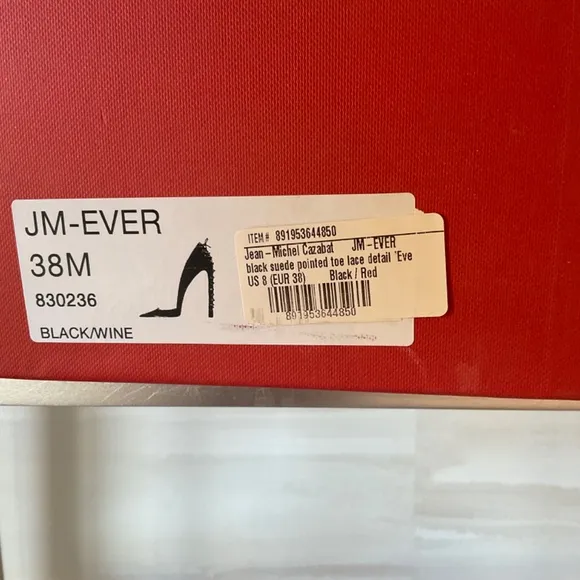 JM-EVER
38M
830236
BLACK/WINE
ITEM# 891953644850
Jean-Michel Cazabat JM-EVER
black suede pointed toe lace detail 'Eve
US 8 (EUR 38) Black / Red
891953644850